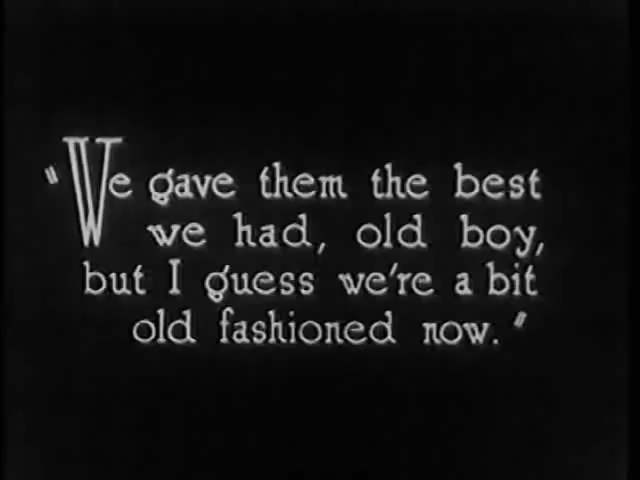 "We gave them the best
we had, old boy,
but I guess we're a bit
old fashioned now."